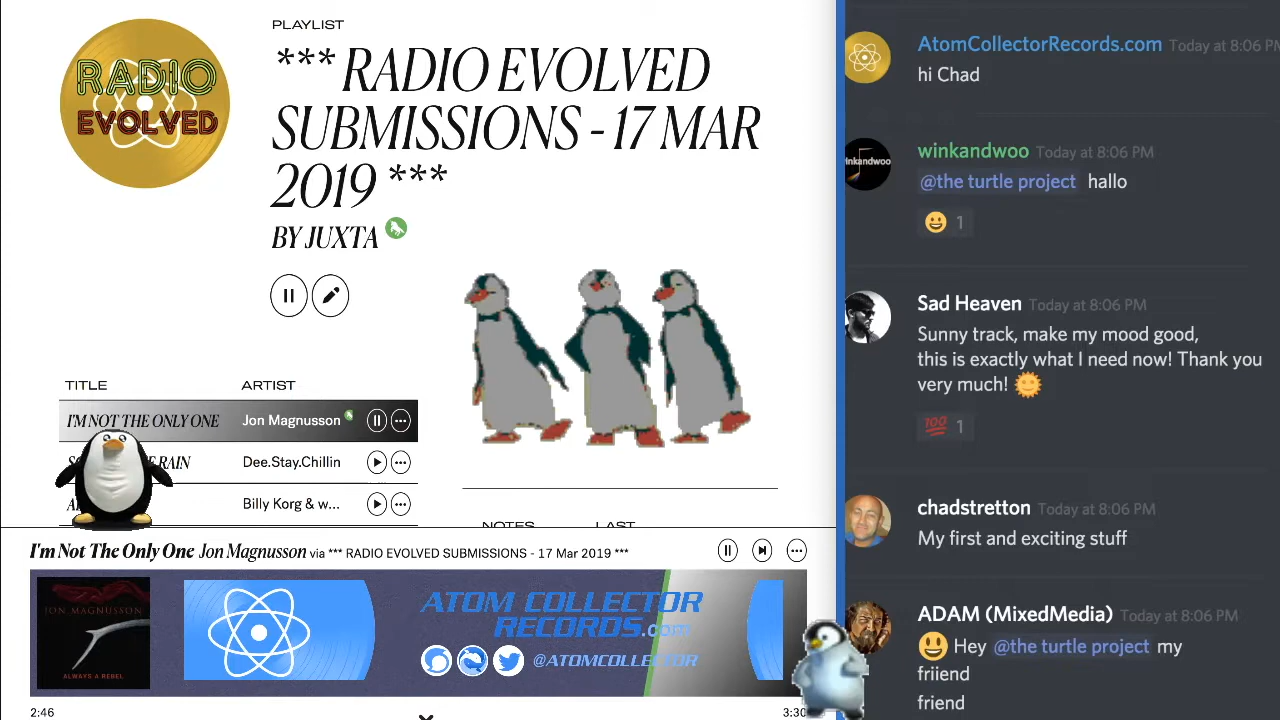 RADIO
EVOLVED
PLAYLIST
*** RADIO EVOLVED
SUBMISSIONS - 17 MAR
2019 ***
BY JUXTA
TITLE ARTIST
I'M NOT THE ONLY ONE Jon Magnusson
RAIN Dee.Stay.Chillin
Billy Korg & w...
NOTES LAST
I'm Not The Only One Jon Magnusson via *** RADIO EVOLVED SUBMISSIONS - 17 Mar 2019 ***
JON MAGNUSSON
ALWAYS A REBEL
ATOM COLLECTOR
RECORDS.com
@ATOMCOLLECTOR
2:46 3:30
AtomCollectorRecords.com Today at 8:06 PM
hi Chad
winkandwoo
winkandwoo Today at 8:06 PM
@the turtle project hallo
1
Sad Heaven Today at 8:06 PM
Sunny track, make my mood good,
this is exactly what I need now! Thank you
very much!
100 1
chadstretton Today at 8:06 PM
My first and exciting stuff
ADAM (MixedMedia) Today at 8:06 PM
Hey @the turtle project my
friiend
friend